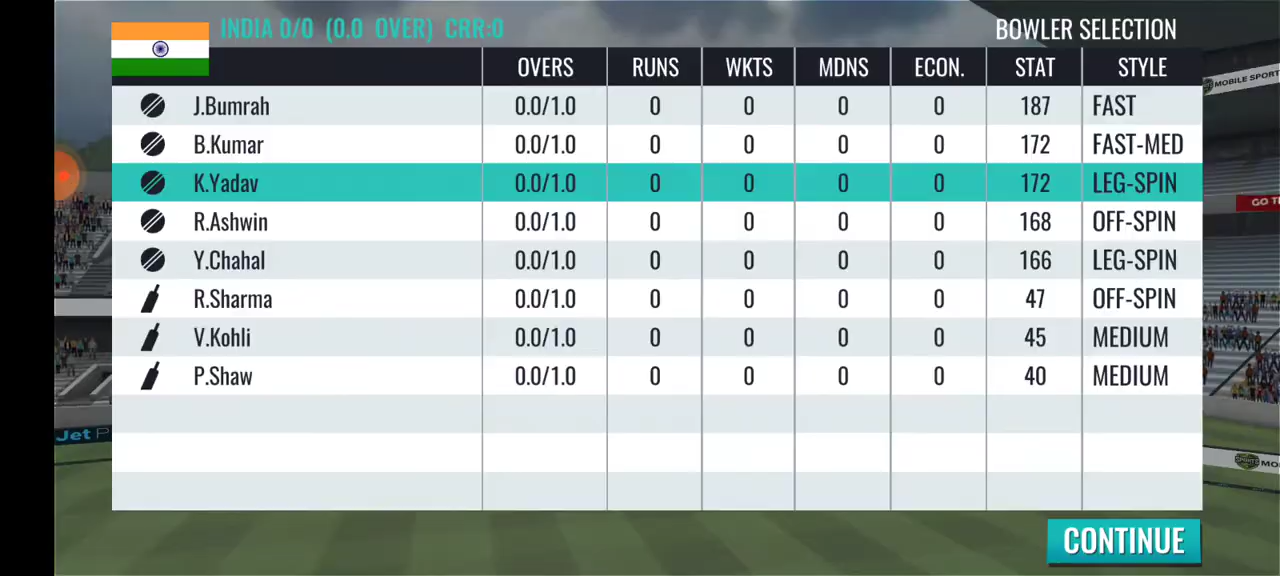 INDIA 0/0 (0.0 OVER) CRR:0
BOWLER SELECTION
OVERS RUNS WKTS MDNS ECON. STAT STYLE
J.Bumrah 0.0/1.0 0 0 0 0 187 FAST
B.Kumar 0.0/1.0 0 0 0 0 172 FAST-MED
K.Yadav 0.0/1.0 0 0 0 0 172 LEG-SPIN
R.Ashwin 0.0/1.0 0 0 0 0 168 OFF-SPIN
Y.Chahal 0.0/1.0 0 0 0 0 166 LEG-SPIN
R.Sharma 0.0/1.0 0 0 0 0 47 OFF-SPIN
V.Kohli 0.0/1.0 0 0 0 0 45 MEDIUM
P.Shaw 0.0/1.0 0 0 0 0 40 MEDIUM
MOBILE SPORT
GO
Jet
MO
CONTINUE